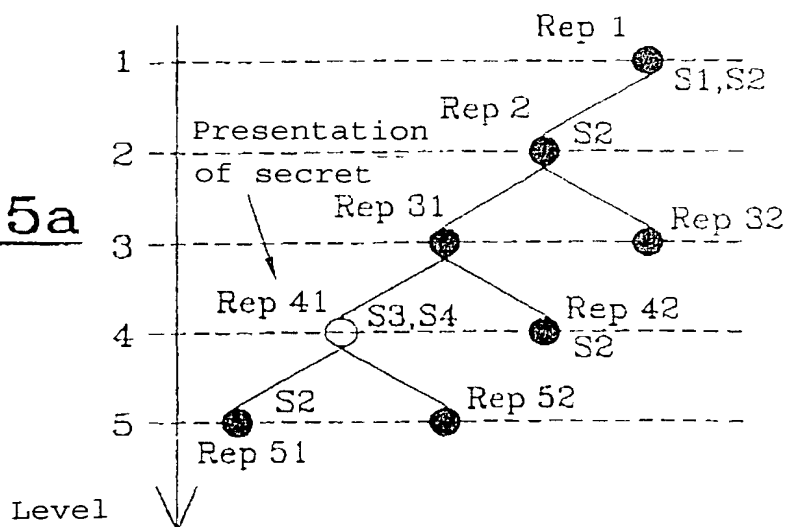 Rep 1
1
S1,S2
Rep 2
Presentation
S2
2
of secret
5a
Rep 31
Rep 32
3
Rep 41
S3,S4
Rep 42
4
S2
S2
Rep 52
5
Rep 51
Level